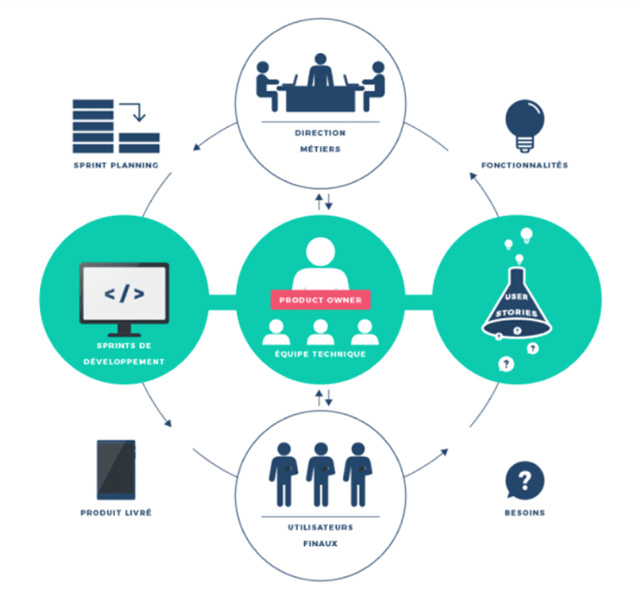 DIRECTION
MÉTIERS
SPRINT PLANNING
FONCTIONNALITÉS
</>
SPRINTS DE
DÉVELOPPEMENT
PRODUCT OWNER
ÉQUIPE TECHNIQUE
USER
STORIES
?
?
?
UTILISATEURS
FINAUX
PRODUIT LIVRÉ
?
BESOINS